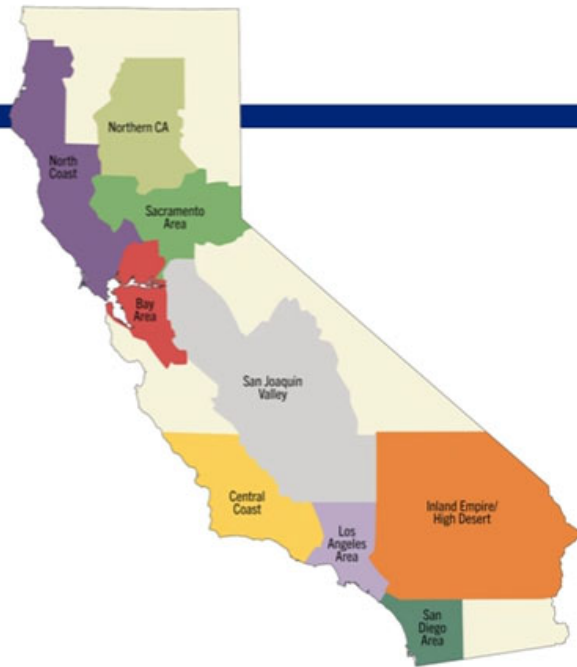 Northern CA
North
Coast
Sacramento
Area
Bay
Area
San Joaquin
Valley
Central
Coast
Los
Angeles
Area
Inland Empire/
High Desert
San
Diego
Area